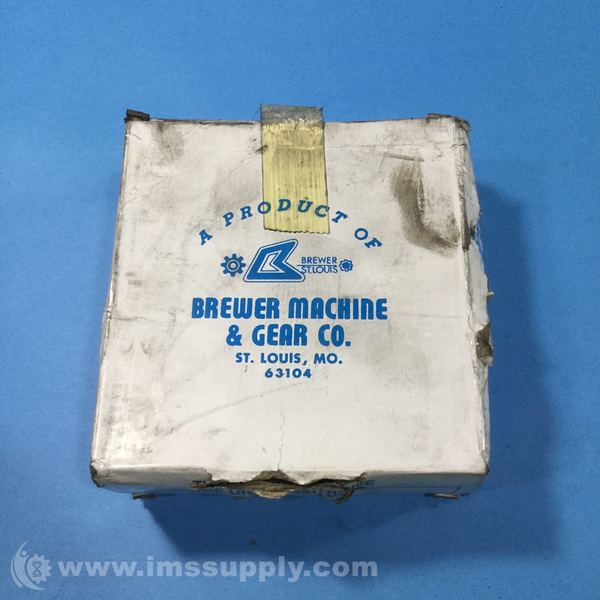 A PRODUCT OF
BREWER
ST.LOUIS
BREWER MACHINE
& GEAR CO.
ST. LOUIS, MO.
63104
www.imssupply.com